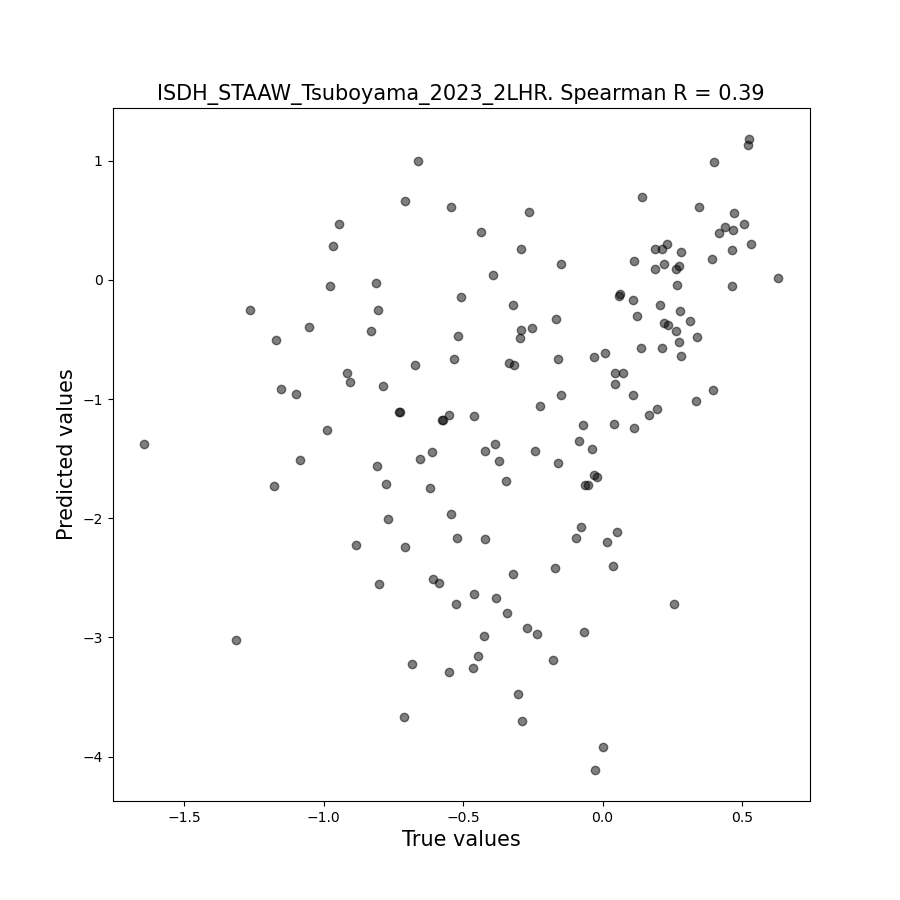 ISDH_STAAW_Tsuboyama_2023_2LHR. Spearman R = 0.39
1
0
−1
−2
−3
−4
Predicted values
−1.5 −1.0 −0.5 0.0 0.5
True values